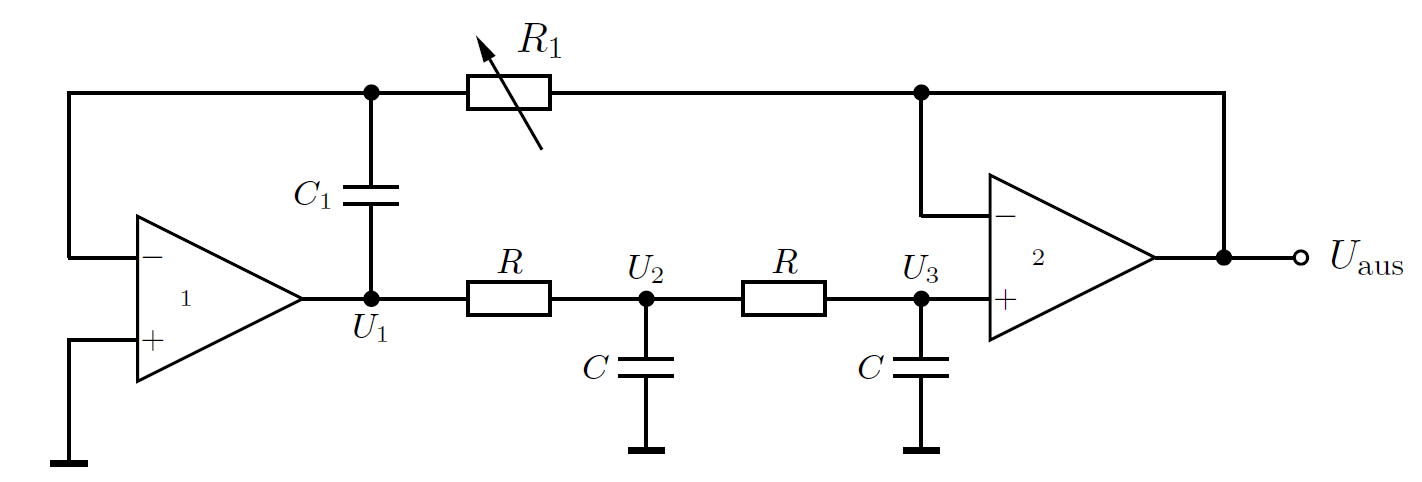 R₁
C₁
−
1
+
U₁
R
U₂
C
R
U₃
C
−
2
+
Uₐᵤₛ